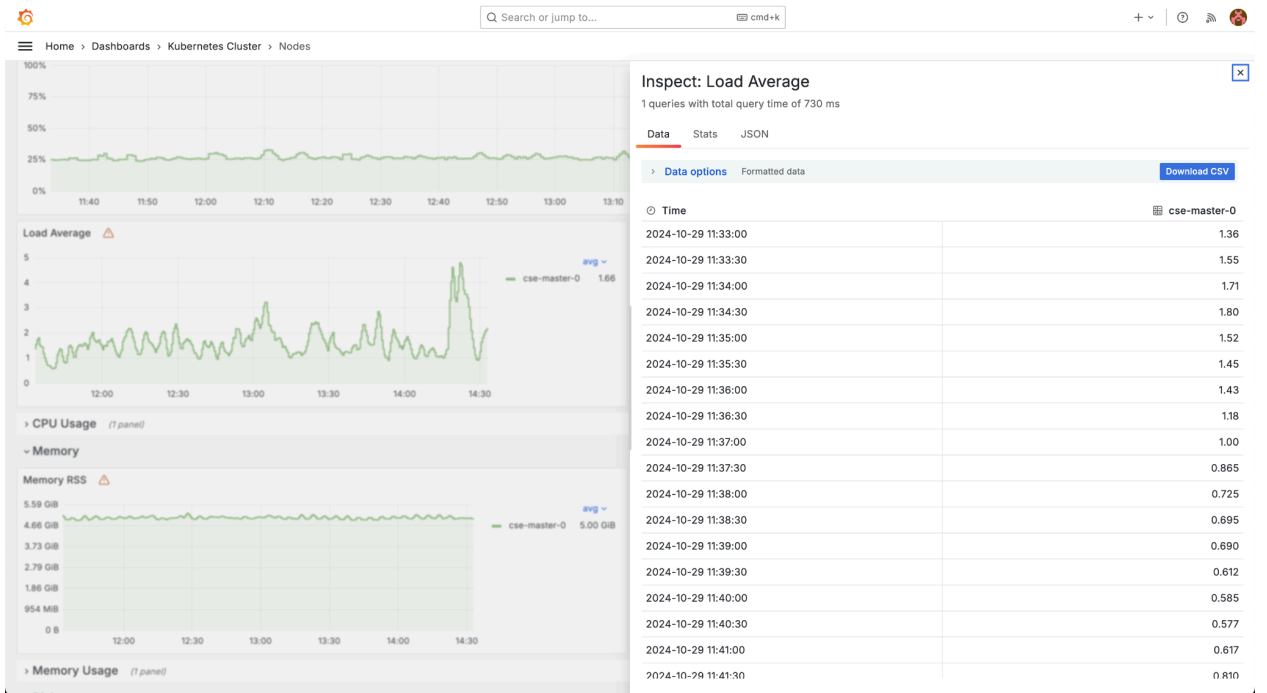 Search or jump to... cmd+k
Home › Dashboards › Kubernetes Cluster › Nodes
100%
75%
50%
25%
0%
11:40 11:50 12:00 12:10 12:20 12:30 12:40 12:50 13:00 13:10
Load Average
5
4
3
2
1
0
avg
cse-master-0 1.66
12:00 12:30 13:00 13:30 14:00 14:30
CPU Usage (1 panel)
Memory
Memory RSS
5.59 GiB
4.66 GiB
3.73 GiB
2.79 GiB
1.86 GiB
954 MiB
0 B
avg
cse-master-0 5.00 GiB
12:00 12:30 13:00 13:30 14:00 14:30
Memory Usage (1 panel)
Inspect: Load Average
1 queries with total query time of 730 ms
Data Stats JSON
Data options Formatted data Download CSV
Time cse-master-0
2024-10-29 11:33:00 1.36
2024-10-29 11:33:30 1.55
2024-10-29 11:34:00 1.71
2024-10-29 11:34:30 1.80
2024-10-29 11:35:00 1.52
2024-10-29 11:35:30 1.45
2024-10-29 11:36:00 1.43
2024-10-29 11:36:30 1.18
2024-10-29 11:37:00 1.00
2024-10-29 11:37:30 0.865
2024-10-29 11:38:00 0.725
2024-10-29 11:38:30 0.695
2024-10-29 11:39:00 0.690
2024-10-29 11:39:30 0.612
2024-10-29 11:40:00 0.585
2024-10-29 11:40:30 0.577
2024-10-29 11:41:00 0.617
2024-10-29 11:41:30 0.810